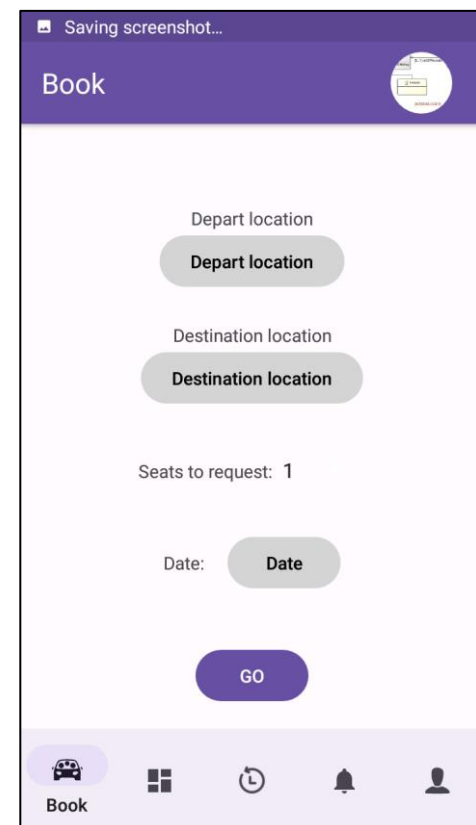 Saving screenshot...
Book
Depart location
Depart location
Destination location
Destination location
Seats to request: 1
Date: Date
GO
Book